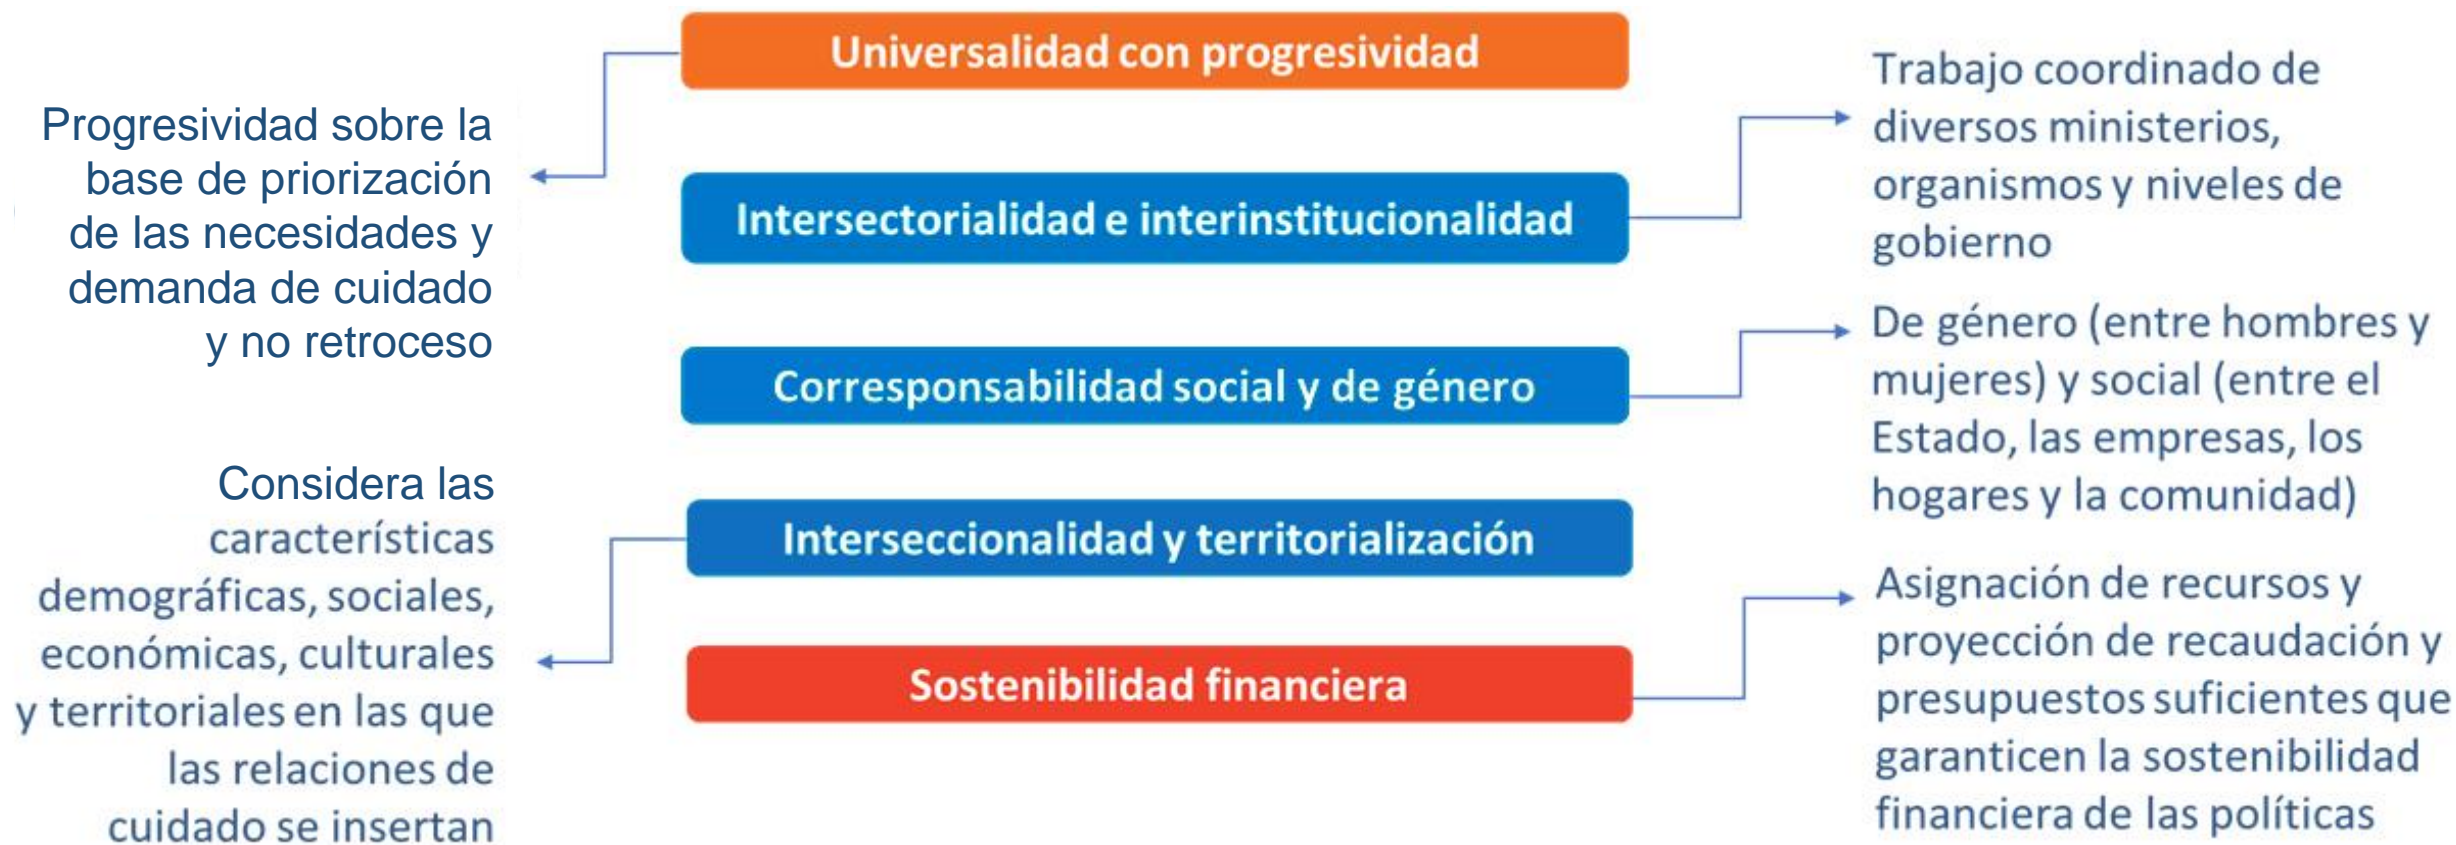 Universalidad con progresividad
Progresividad sobre la
base de priorización
de las necesidades y
demanda de cuidado
y no retroceso
Intersectorialidad e interinstitucionalidad
Trabajo coordinado de
diversos ministerios,
organismos y niveles de
gobierno
Corresponsabilidad social y de género
De género (entre hombres y
mujeres) y social (entre el
Estado, las empresas, los
hogares y la comunidad)
Interseccionalidad y territorialización
Considera las
características
demográficas, sociales,
económicas, culturales
y territoriales en las que
las relaciones de
cuidado se insertan
Sostenibilidad financiera
Asignación de recursos y
proyección de recaudación y
presupuestos suficientes que
garanticen la sostenibilidad
financiera de las políticas